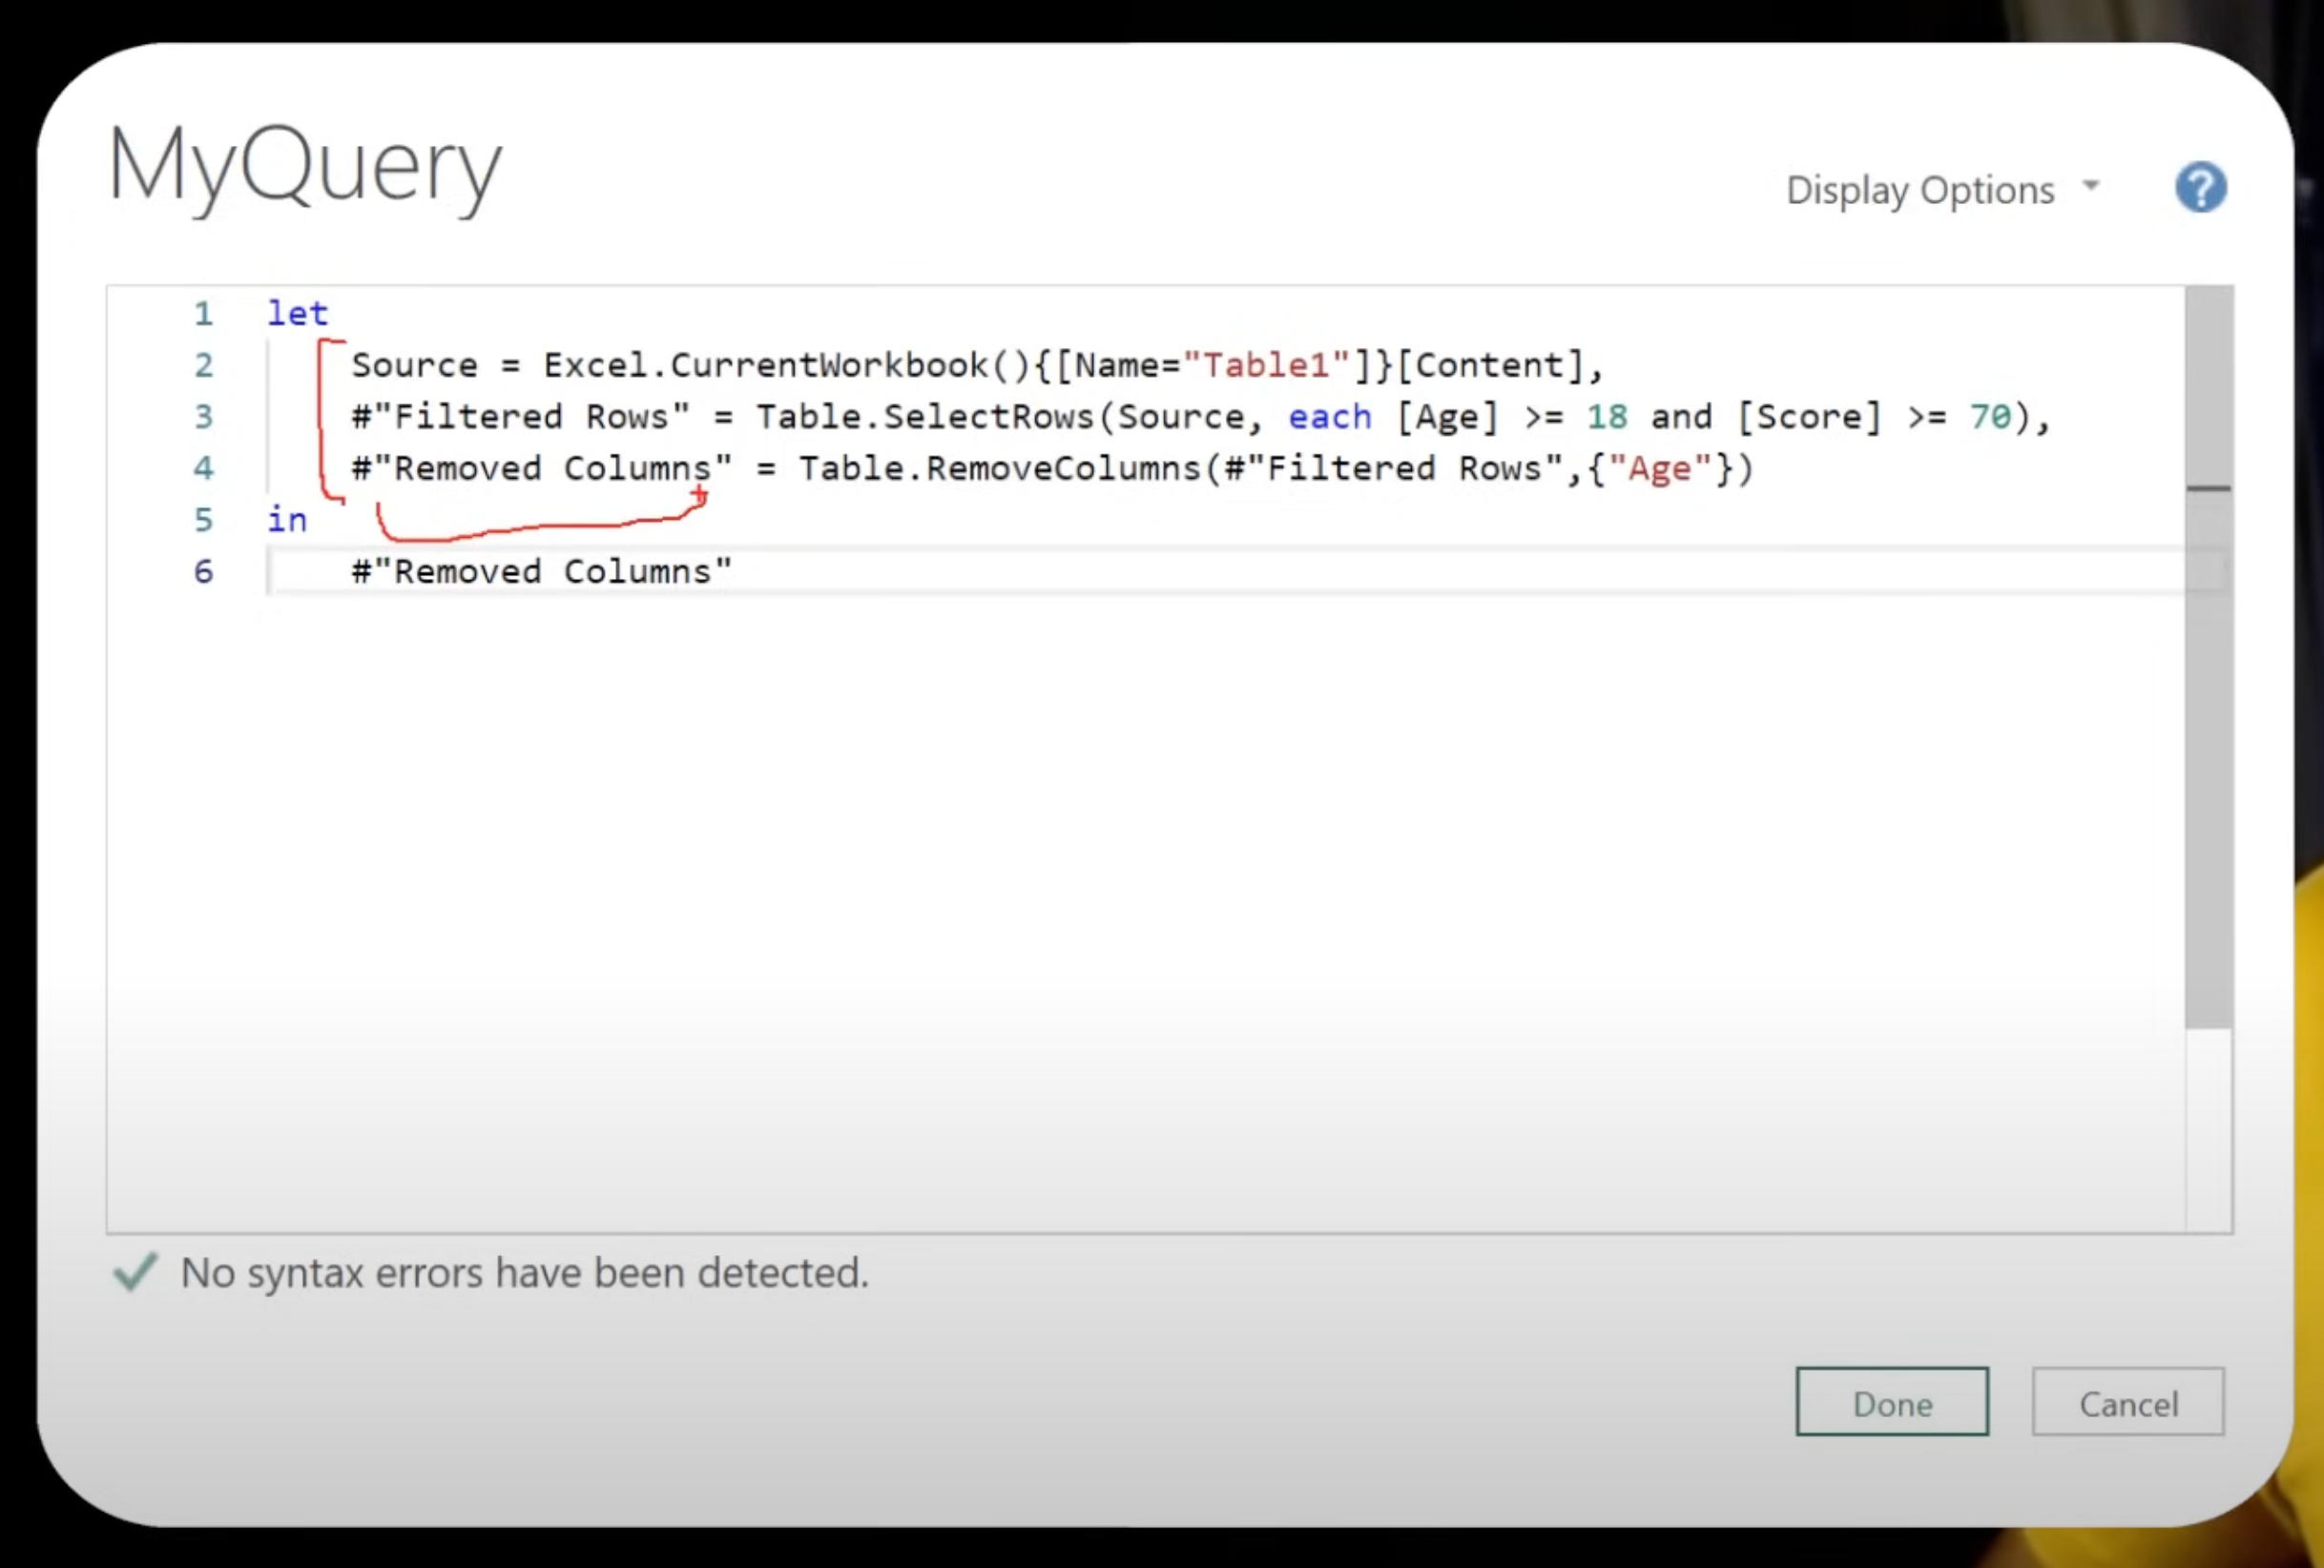 MyQuery
Display Options
?
1 let
2 Source = Excel.CurrentWorkbook(){[Name="Table1"]}[Content],
3 #"Filtered Rows" = Table.SelectRows(Source, each [Age] >= 18 and [Score] >= 70),
4 #"Removed Columns" = Table.RemoveColumns(#"Filtered Rows",{"Age"})
5 in
6 #"Removed Columns"
No syntax errors have been detected.
Done Cancel